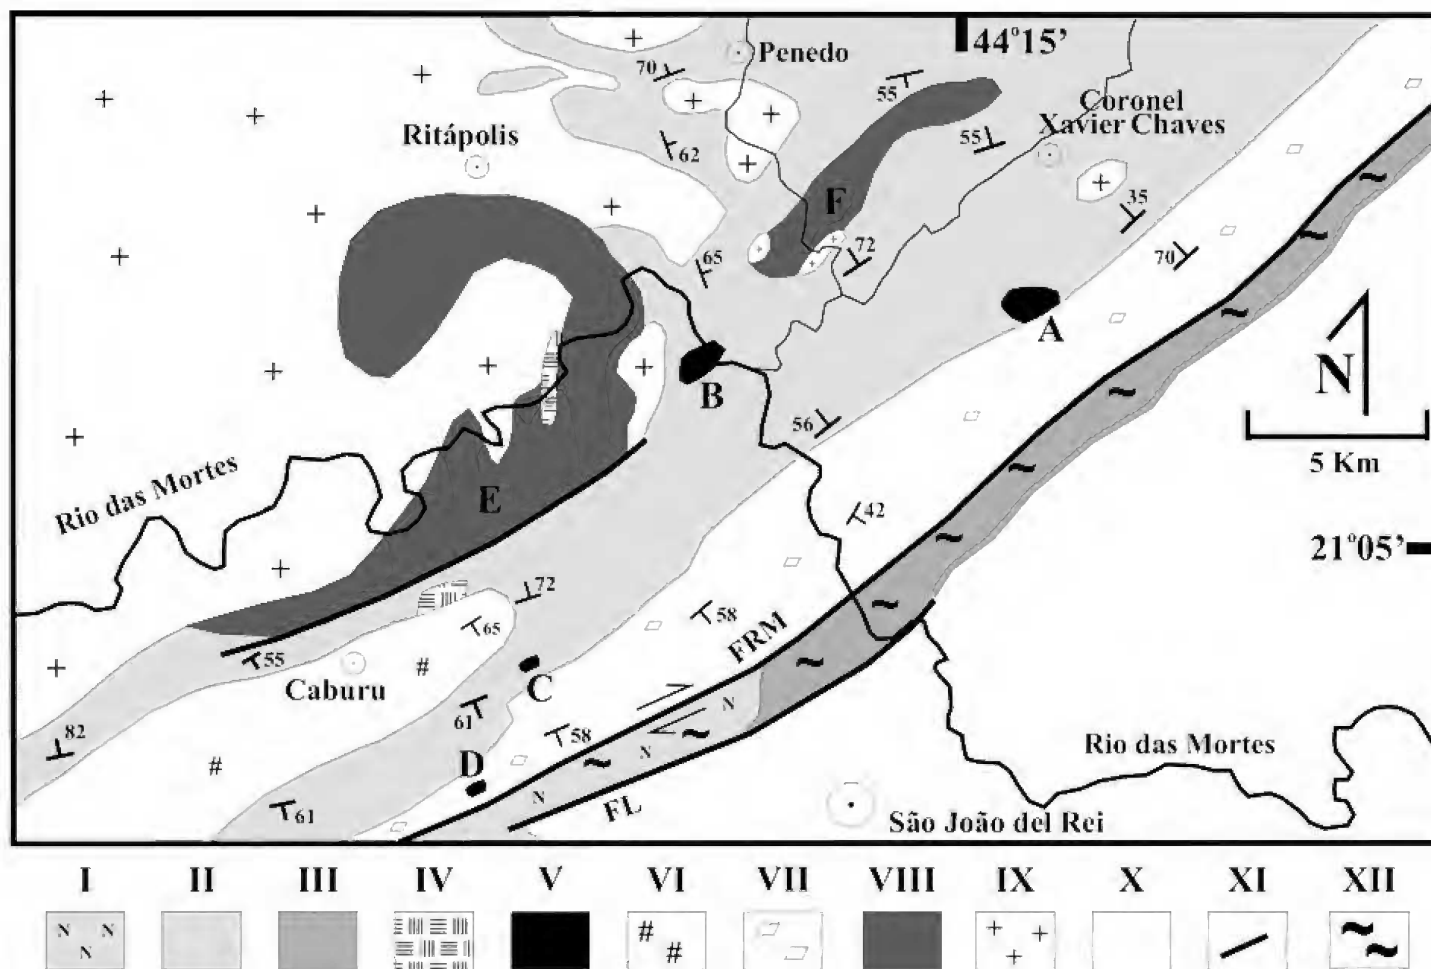 44°15'
Penedo
70
55
Coronel
Xavier Chaves
Ritápolis
62
55
F
35
72
70
65
A
N
B
56
5 Km
Rio das Mortes
E
42
21°05'
72
65
58
FRM
55
Caburu
C
61
N
82
58
N
Rio das Mortes
D
N
FL
61
São João del Rei
I II III IV V VI VII VIII IX X XI XII
N N
N